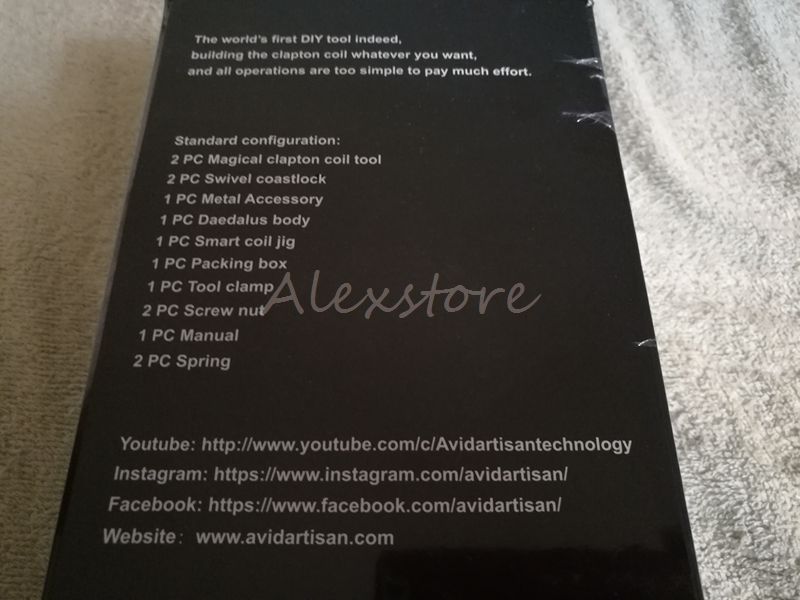 The world's first DIY tool indeed,
building the clapton coil whatever you want,
and all operations are too simple to pay much effort.
Standard configuration:
2 PC Magical clapton coil tool
2 PC Swivel coastlock
1 PC Metal Accessory
1 PC Daedalus body
1 PC Smart coil jig
1 PC Packing box
1 PC Tool clamp
Alexstore
2 PC Screw nut
1 PC Manual
2 PC Spring
Youtube: http://www.youtube.com/c/Avidartisantechnology
Instagram: https://www.instagram.com/avidartisan/
Facebook: https://www.facebook.com/avidartisan/
Website: www.avidartisan.com